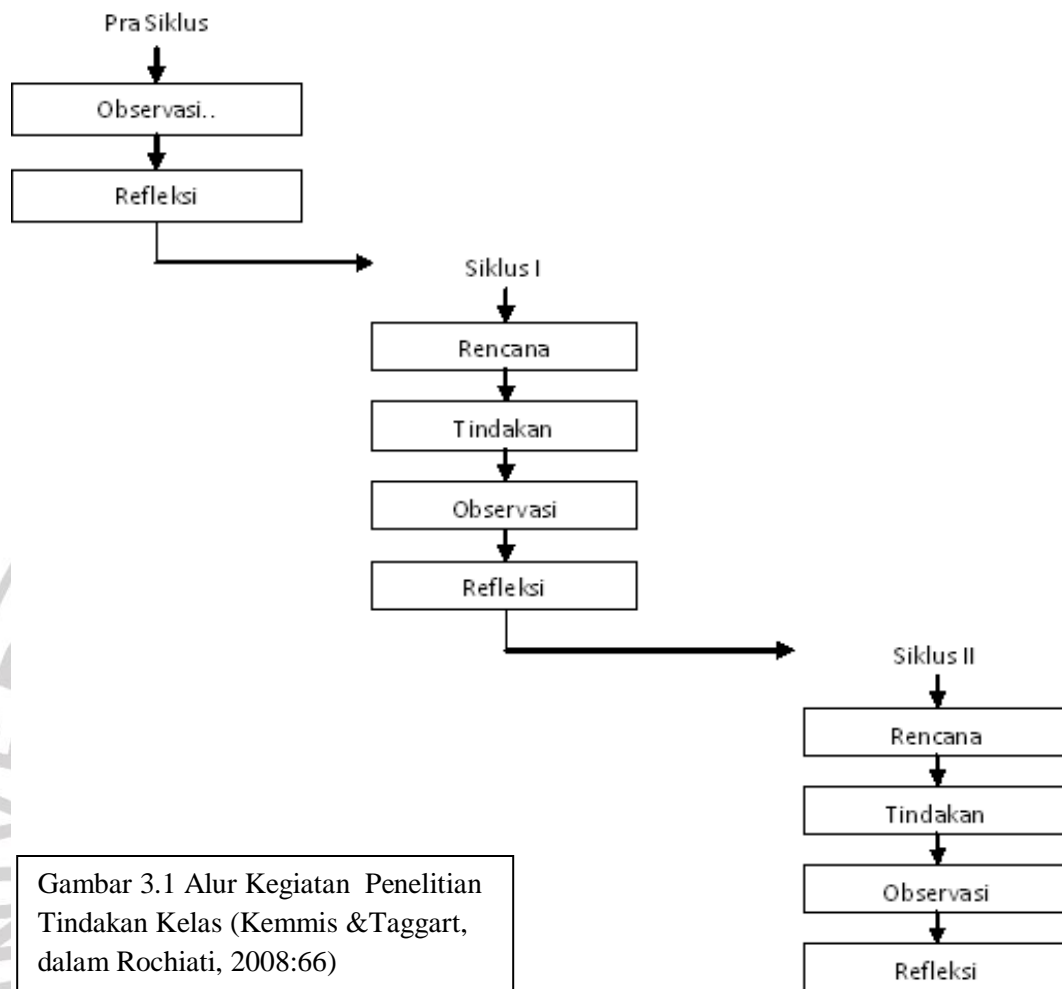 Pra Siklus
Observasi..
Refleksi
Siklus I
Rencana
Tindakan
Observasi
Refleksi
Siklus II
Rencana
Tindakan
Observasi
Refleksi
Gambar 3.1 Alur Kegiatan  Penelitian
Tindakan Kelas (Kemmis &Taggart,
dalam Rochiati, 2008:66)